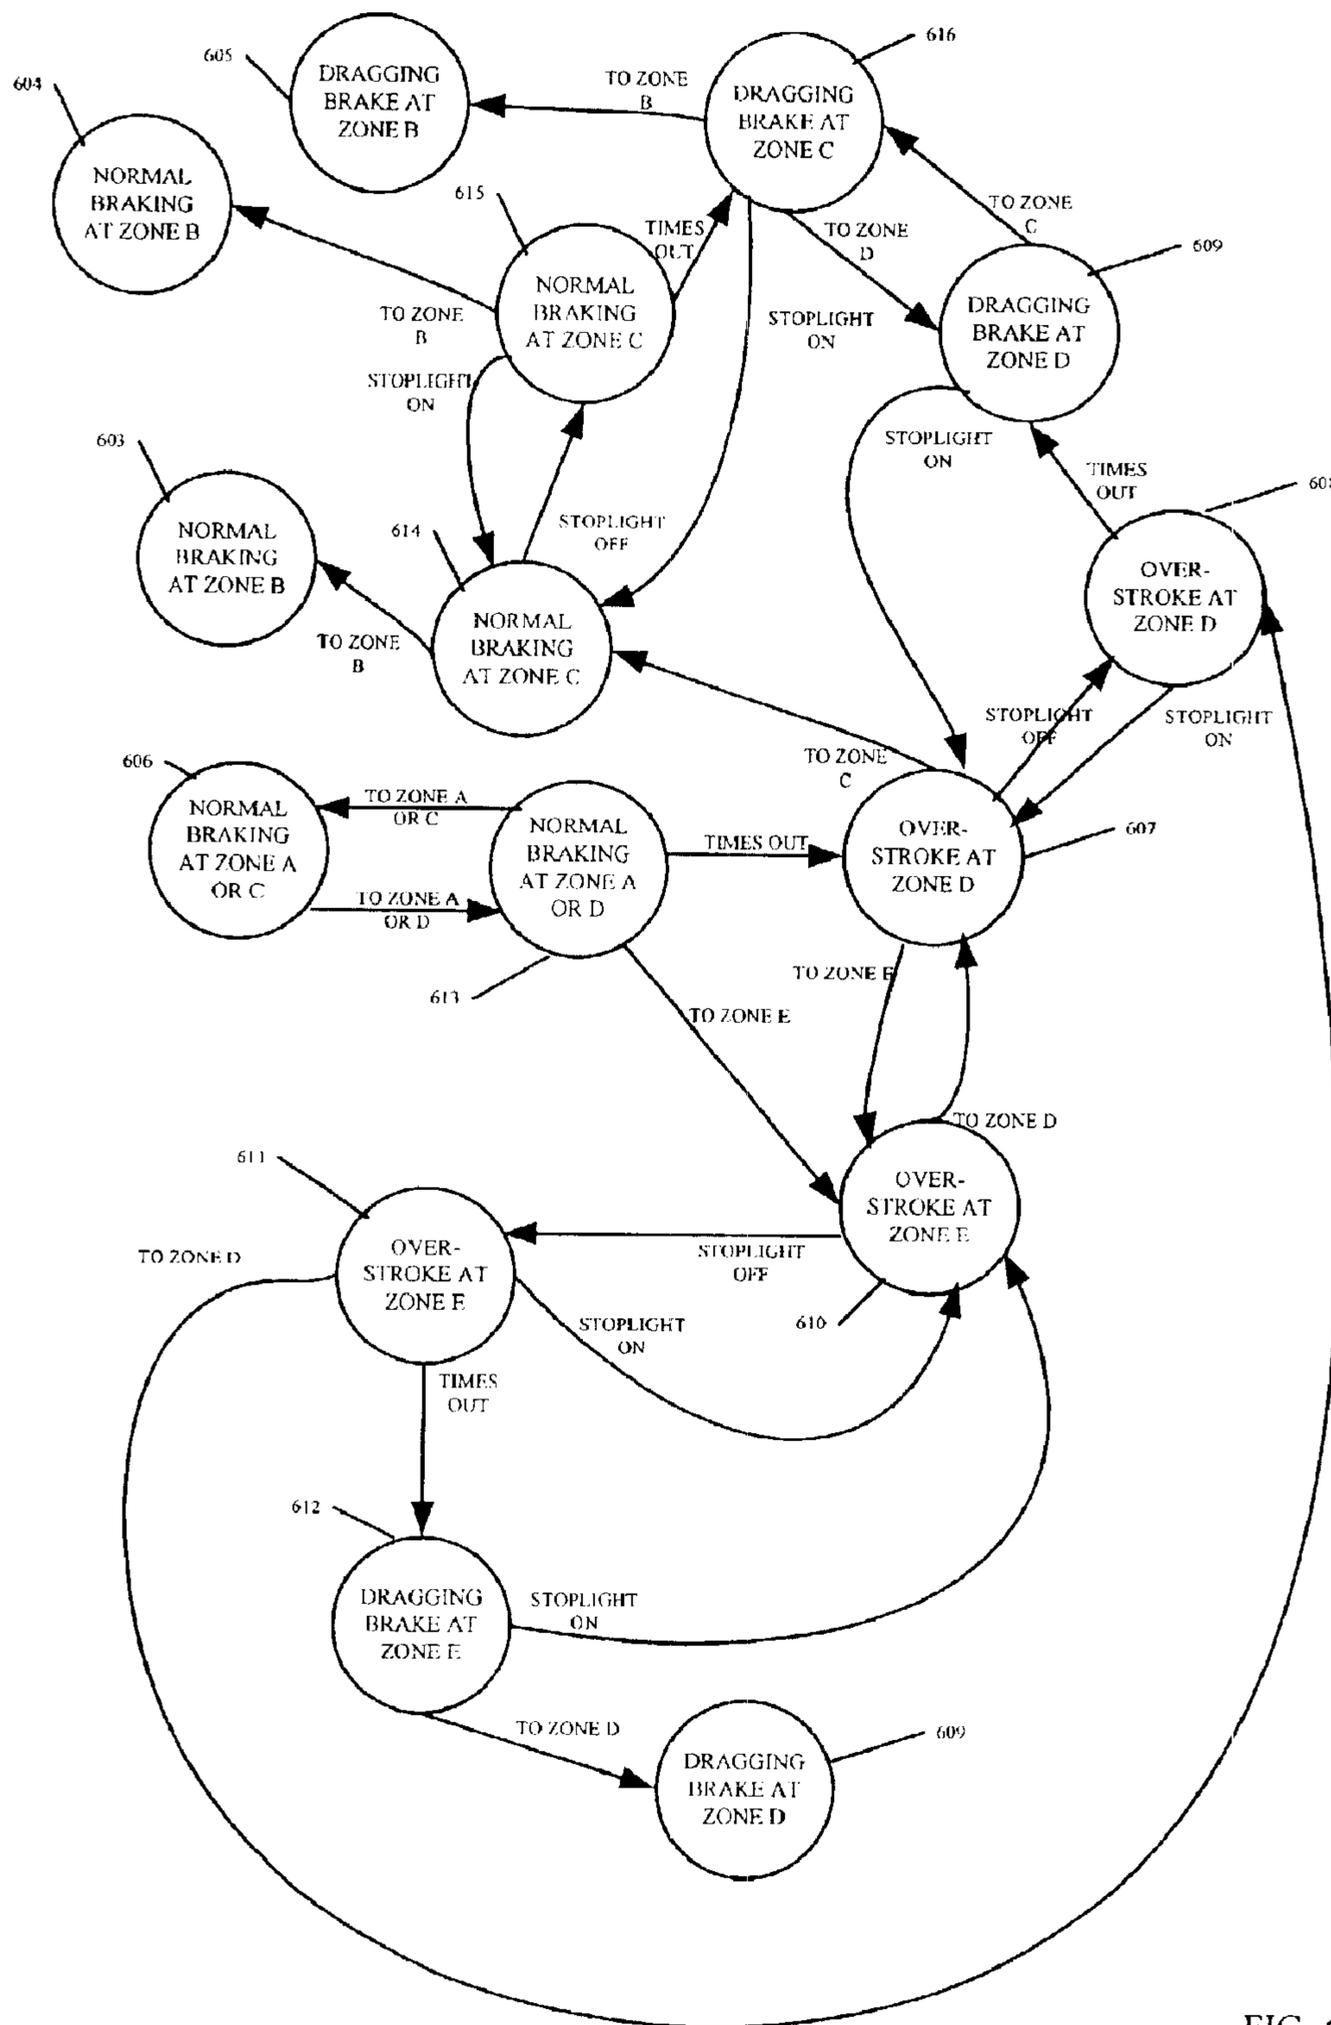 616
605
DRAGGING
BRAKE AT
ZONE B
TO ZONE
B
DRAGGING
BRAKE AT
ZONE C
604
NORMAL
BRAKING
AT ZONE B
615
TIMES
OUT
TO ZONE
D
TO ZONE
C
609
NORMAL
BRAKING
AT ZONE C
TO ZONE
B
STOPLIGHT
ON
DRAGGING
BRAKE AT
ZONE D
STOPLIGHT
ON
603
STOPLIGHT
ON
TIMES
OUT
NORMAL
BRAKING
AT ZONE B
614
STOPLIGHT
OFF
OVER-
STROKE AT
ZONE D
TO ZONE
B
NORMAL
BRAKING
AT ZONE C
STOPLIGHT
OFF
STOPLIGHT
ON
606
TO ZONE
C
NORMAL
BRAKING
AT ZONE A
OR C
TO ZONE A
OR C
TO ZONE A
OR D
NORMAL
BRAKING
AT ZONE A
OR D
TIMES OUT
OVER-
STROKE AT
ZONE D
607
613
TO ZONE E
TO ZONE E
TO ZONE D
611
OVER-
STROKE AT
ZONE E
TO ZONE D
OVER-
STROKE AT
ZONE E
STOPLIGHT
OFF
610
STOPLIGHT
ON
TIMES
OUT
612
DRAGGING
BRAKE AT
ZONE E
STOPLIGHT
ON
TO ZONE D
609
DRAGGING
BRAKE AT
ZONE D
FIG.